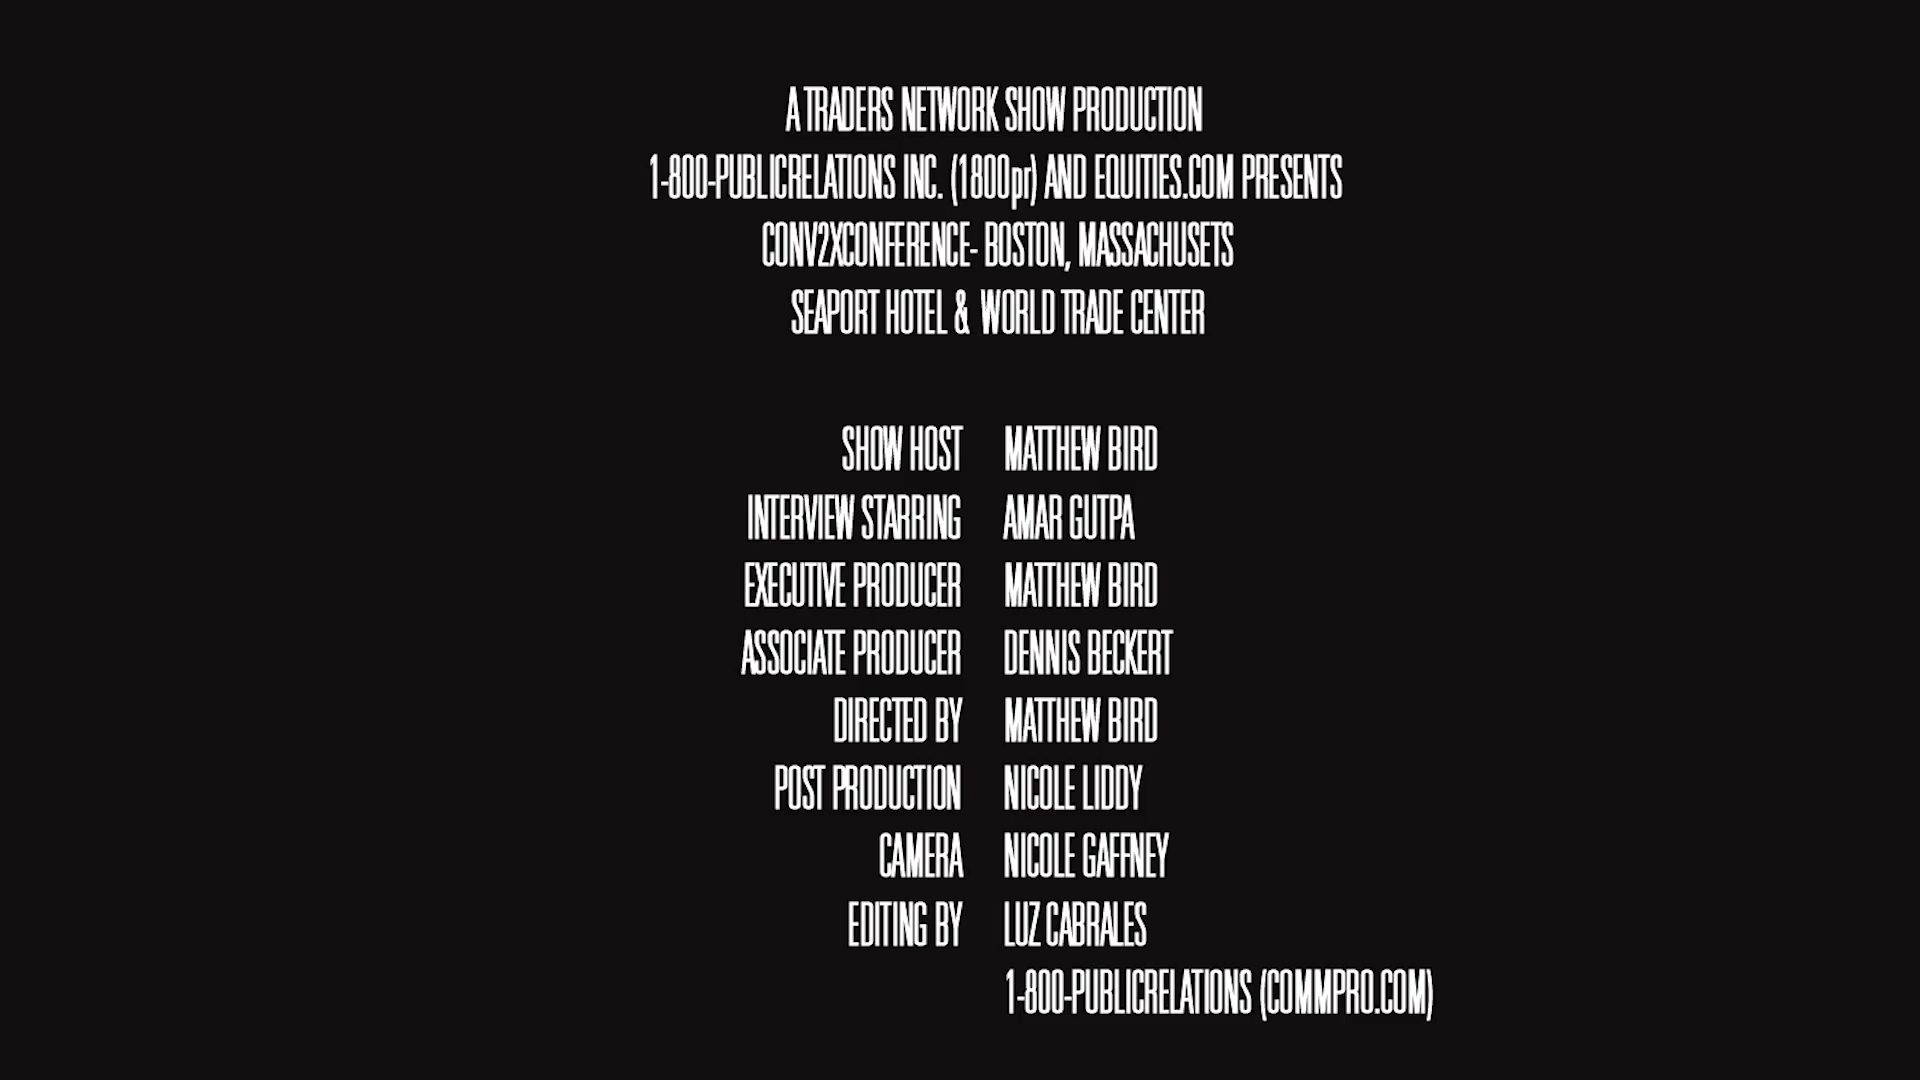 A TRADERS NETWORK SHOW PRODUCTION
1-800-PUBLICRELATIONS INC. (1800pr) AND EQUITIES.COM PRESENTS
CONV2XCONFERENCE- BOSTON, MASSACHUSETS
SEAPORT HOTEL & WORLD TRADE CENTER
SHOW HOST MATTHEW BIRD
INTERVIEW STARRING AMAR GUTPA
EXECUTIVE PRODUCER MATTHEW BIRD
ASSOCIATE PRODUCER DENNIS BECKERT
DIRECTED BY MATTHEW BIRD
POST PRODUCTION NICOLE LIDDY
CAMERA NICOLE GAFFNEY
EDITING BY LUZ CABRALES
1-800-PUBLICRELATIONS (COMMPRO.COM)